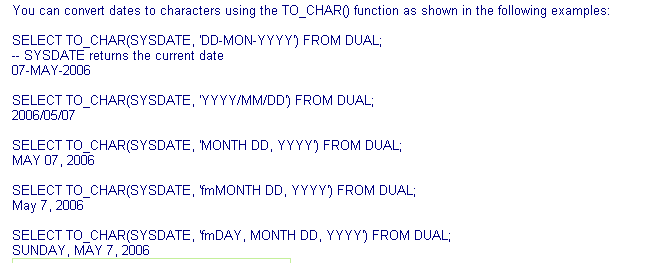 You can convert dates to characters using the TO_CHAR() function as shown in the following examples:
SELECT TO_CHAR(SYSDATE, 'DD-MON-YYYY') FROM DUAL;
-- SYSDATE returns the current date
07-MAY-2006
SELECT TO_CHAR(SYSDATE, 'YYYY/MM/DD') FROM DUAL;
2006/05/07
SELECT TO_CHAR(SYSDATE, 'MONTH DD, YYYY') FROM DUAL;
MAY 07, 2006
SELECT TO_CHAR(SYSDATE, 'fmMONTH DD, YYYY') FROM DUAL;
May 7, 2006
SELECT TO_CHAR(SYSDATE, 'fmDAY, MONTH DD, YYYY') FROM DUAL;
SUNDAY, MAY 7, 2006